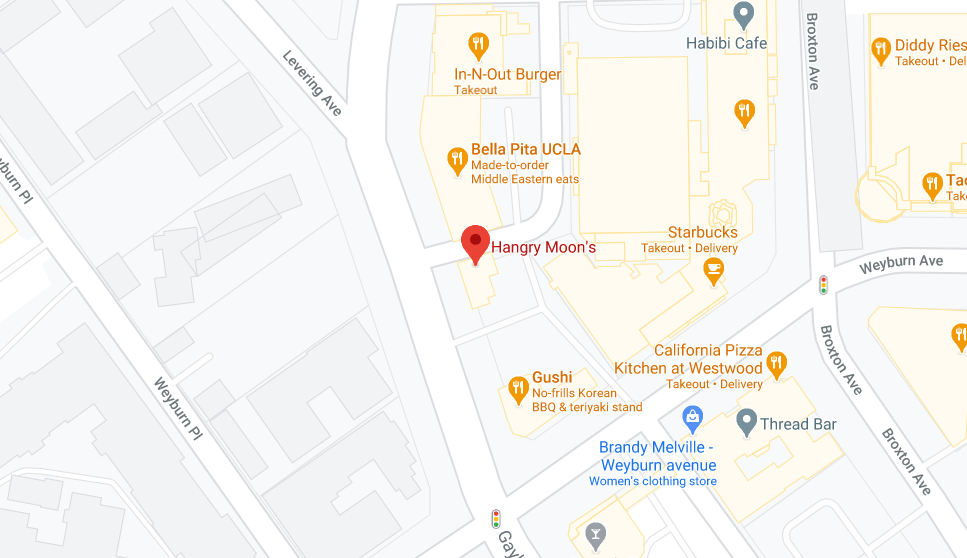 Habibi Cafe
Broxton Ave
Diddy Ries
Takeout • Del
In-N-Out Burger
Takeout
Levering Ave
Bella Pita UCLA
Made-to-order
Middle Eastern eats
Tac
Take
yburn Pl
Starbucks
Takeout • Delivery
Hangry Moon's
Weyburn Ave
California Pizza
Kitchen at Westwood
Takeout • Delivery
Broxton Ave
Gushi
No-frills Korean
BBQ & teriyaki stand
Weyburn Pl
Thread Bar
Brandy Melville -
Weyburn avenue
Women's clothing store
Broxton Ave
Gayl